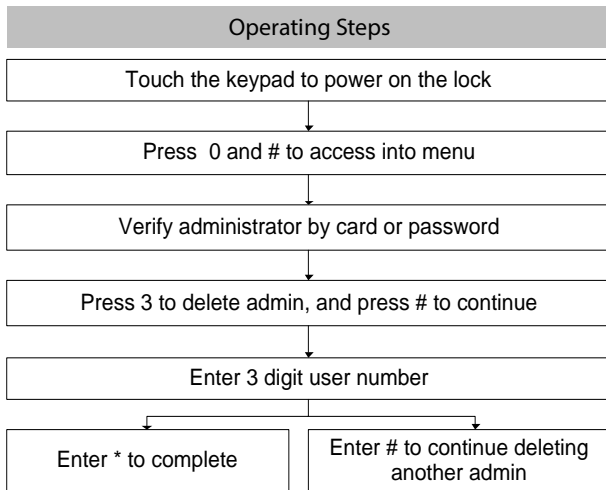 Operating Steps
Touch the keypad to power on the lock
Press 0 and # to access into menu
Verify administrator by card or password
Press 3 to delete admin, and press # to continue
Enter 3 digit user number
Enter * to complete
Enter # to continue deleting
another admin